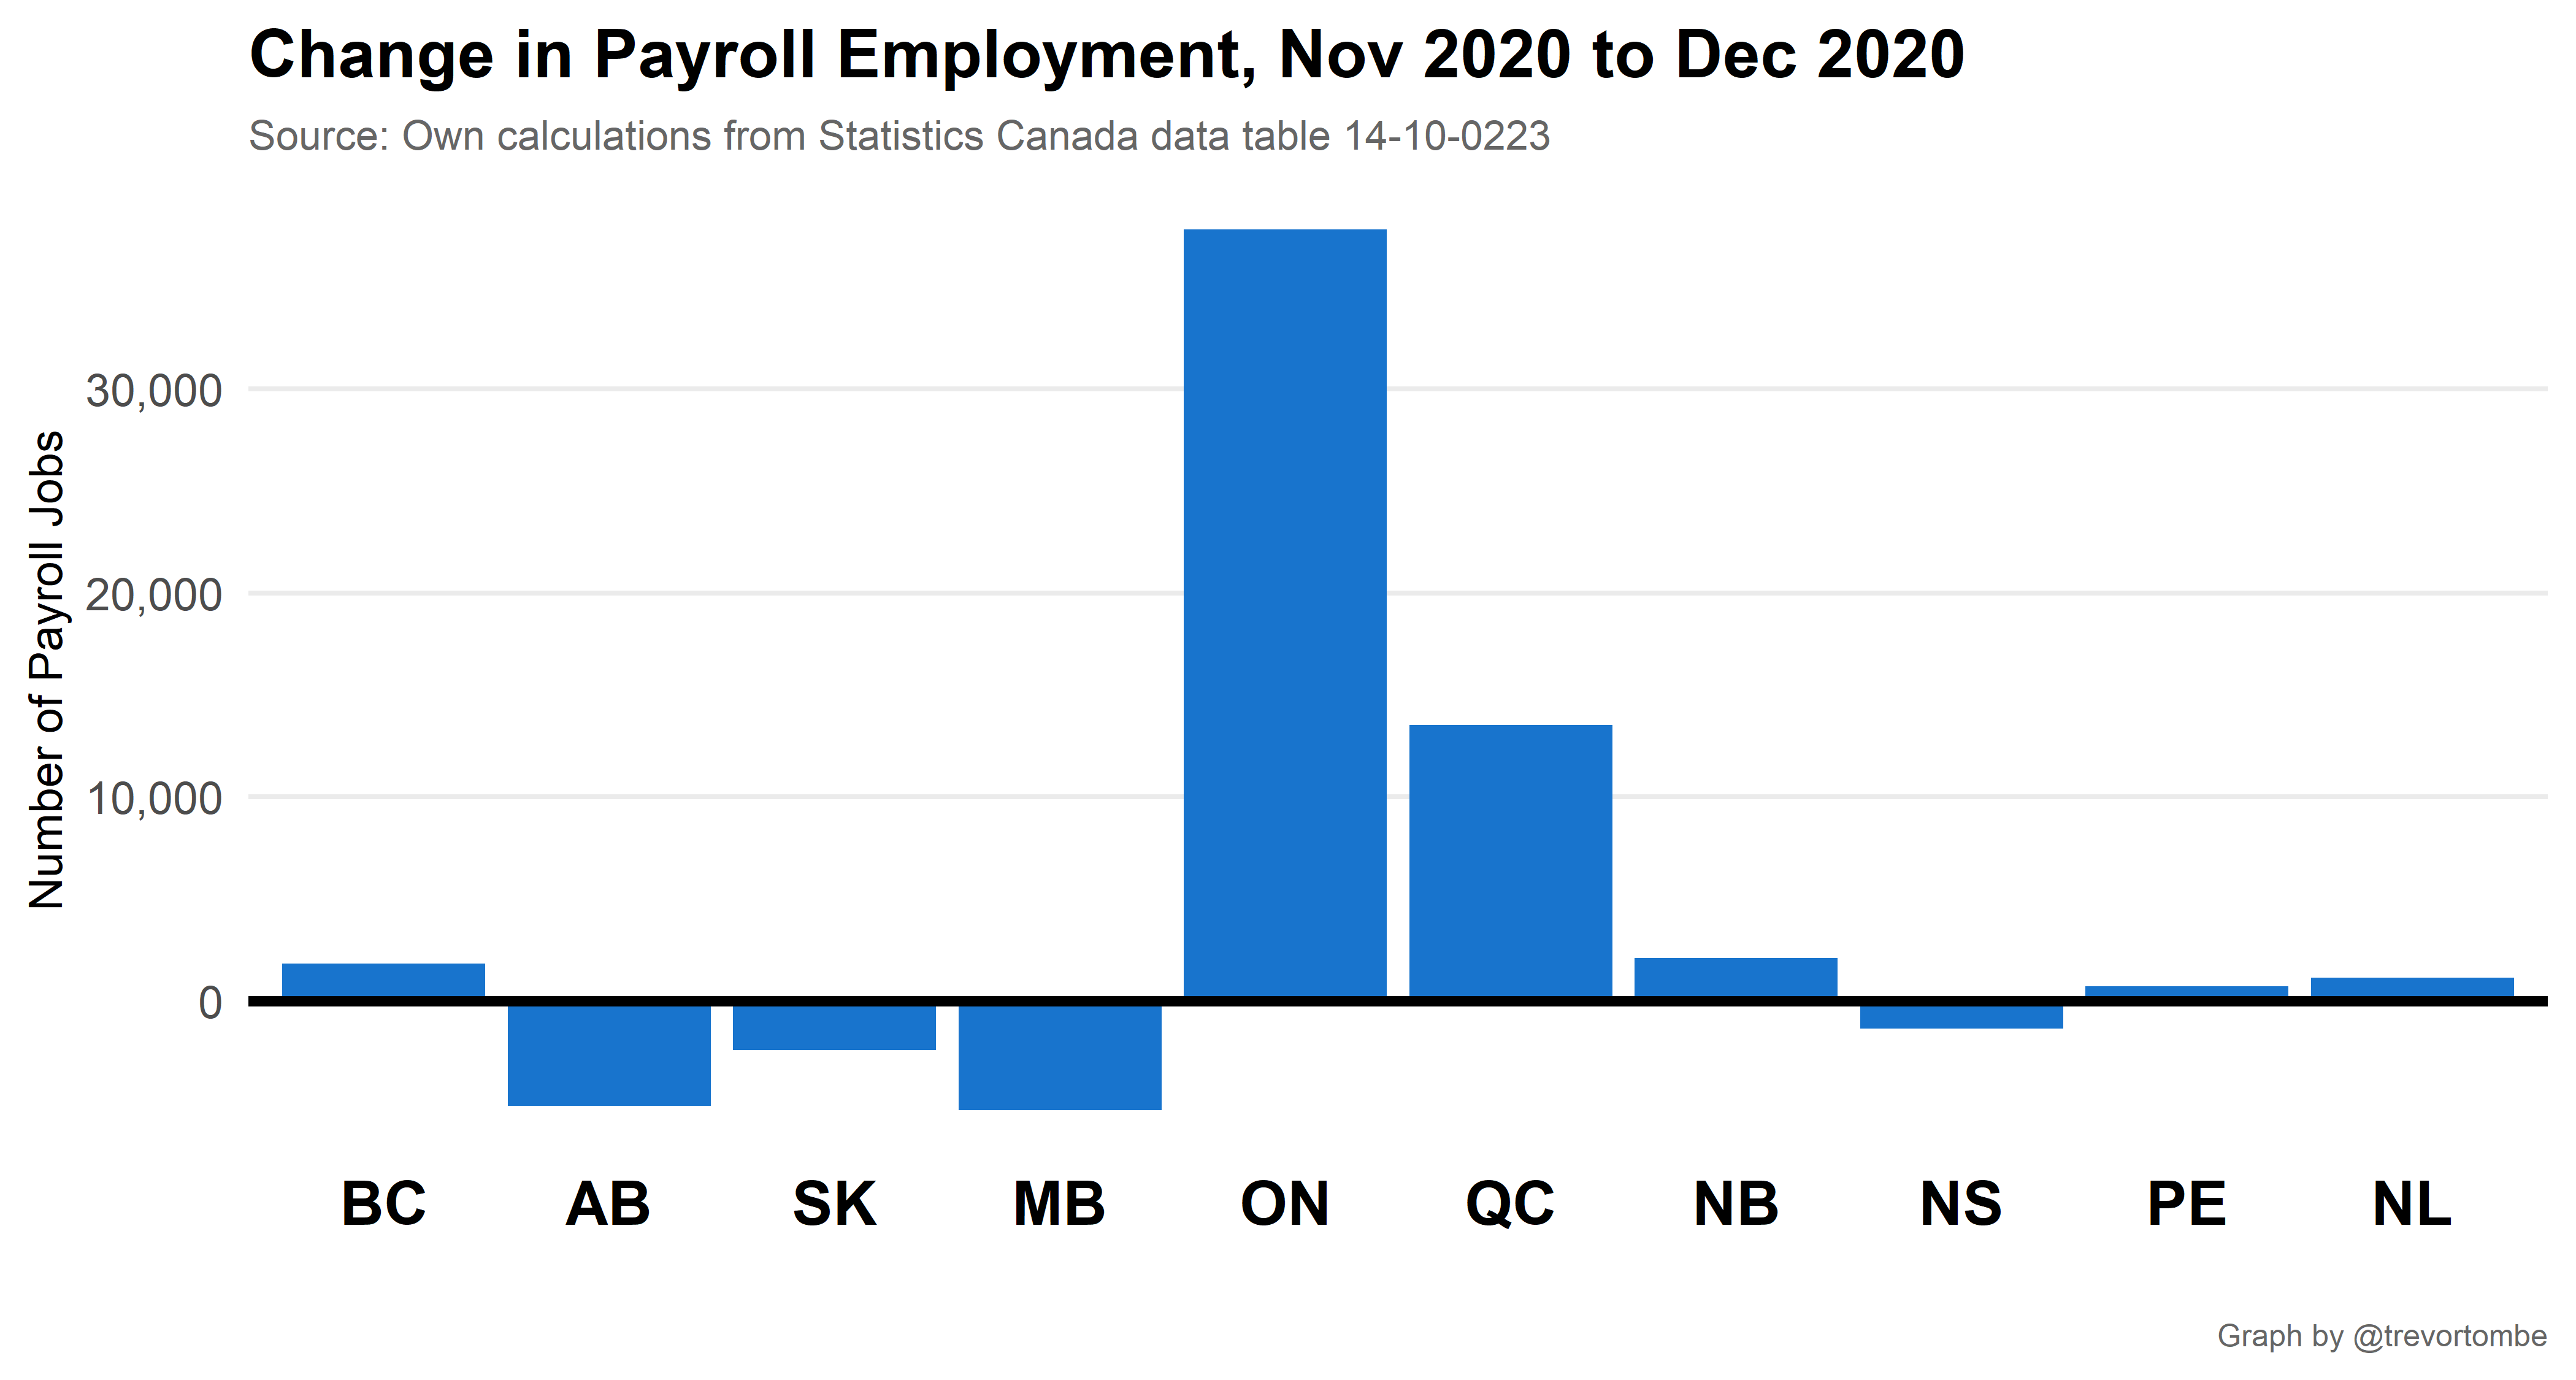 Change in Payroll Employment, Nov 2020 to Dec 2020
Source: Own calculations from Statistics Canada data table 14-10-0223
Number of Payroll Jobs
30,000
20,000
10,000
0
BC AB SK MB ON QC NB NS PE NL
Graph by @trevortombe